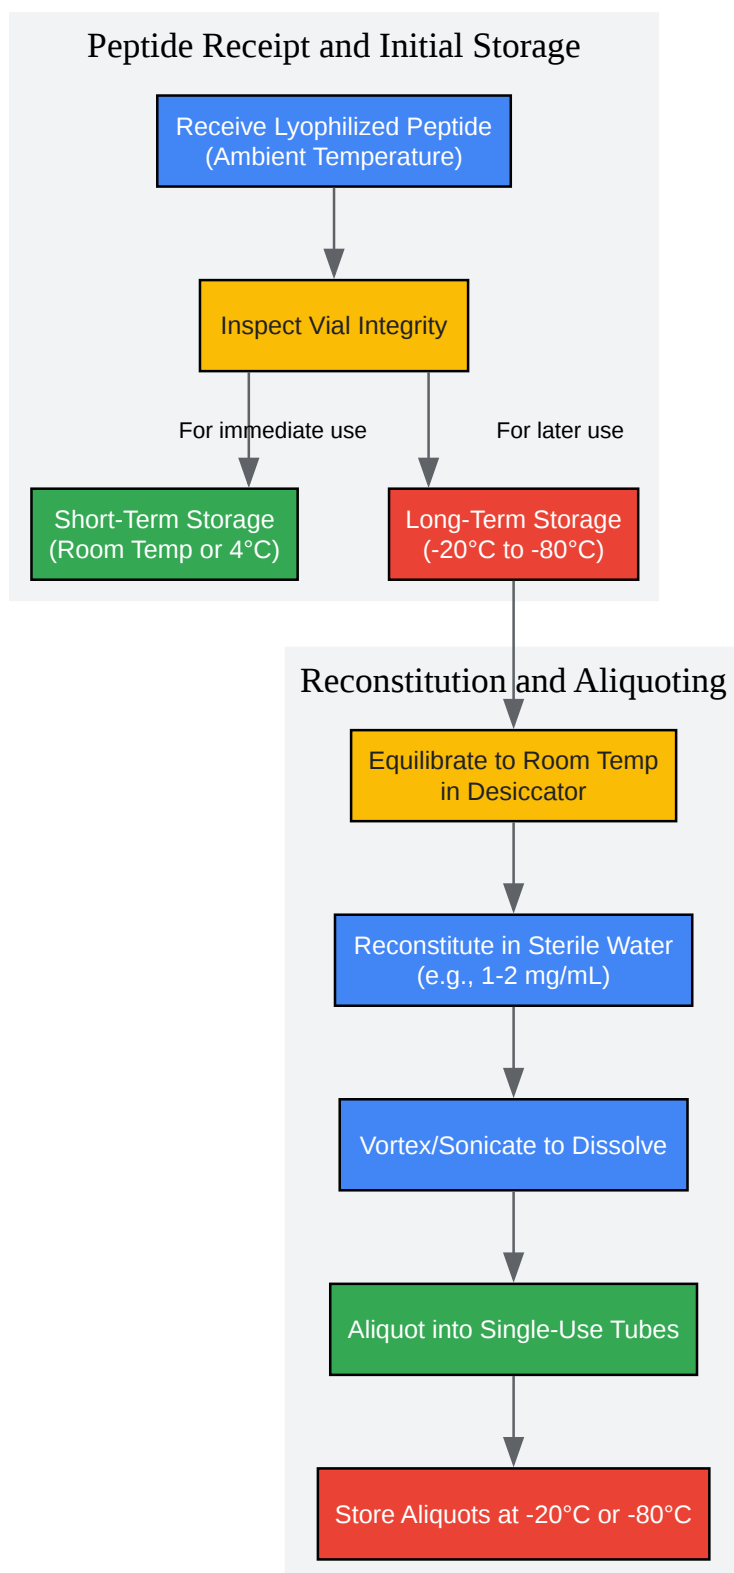 Peptide Receipt and Initial Storage
Receive Lyophilized Peptide
(Ambient Temperature)
Inspect Vial Integrity
For immediate use
For later use
Short-Term Storage
(Room Temp or 4°C)
Long-Term Storage
(-20°C to -80°C)
Reconstitution and Aliquoting
Equilibrate to Room Temp
in Desiccator
Reconstitute in Sterile Water
(e.g., 1-2 mg/mL)
Vortex/Sonicate to Dissolve
Aliquot into Single-Use Tubes
Store Aliquots at -20°C or -80°C